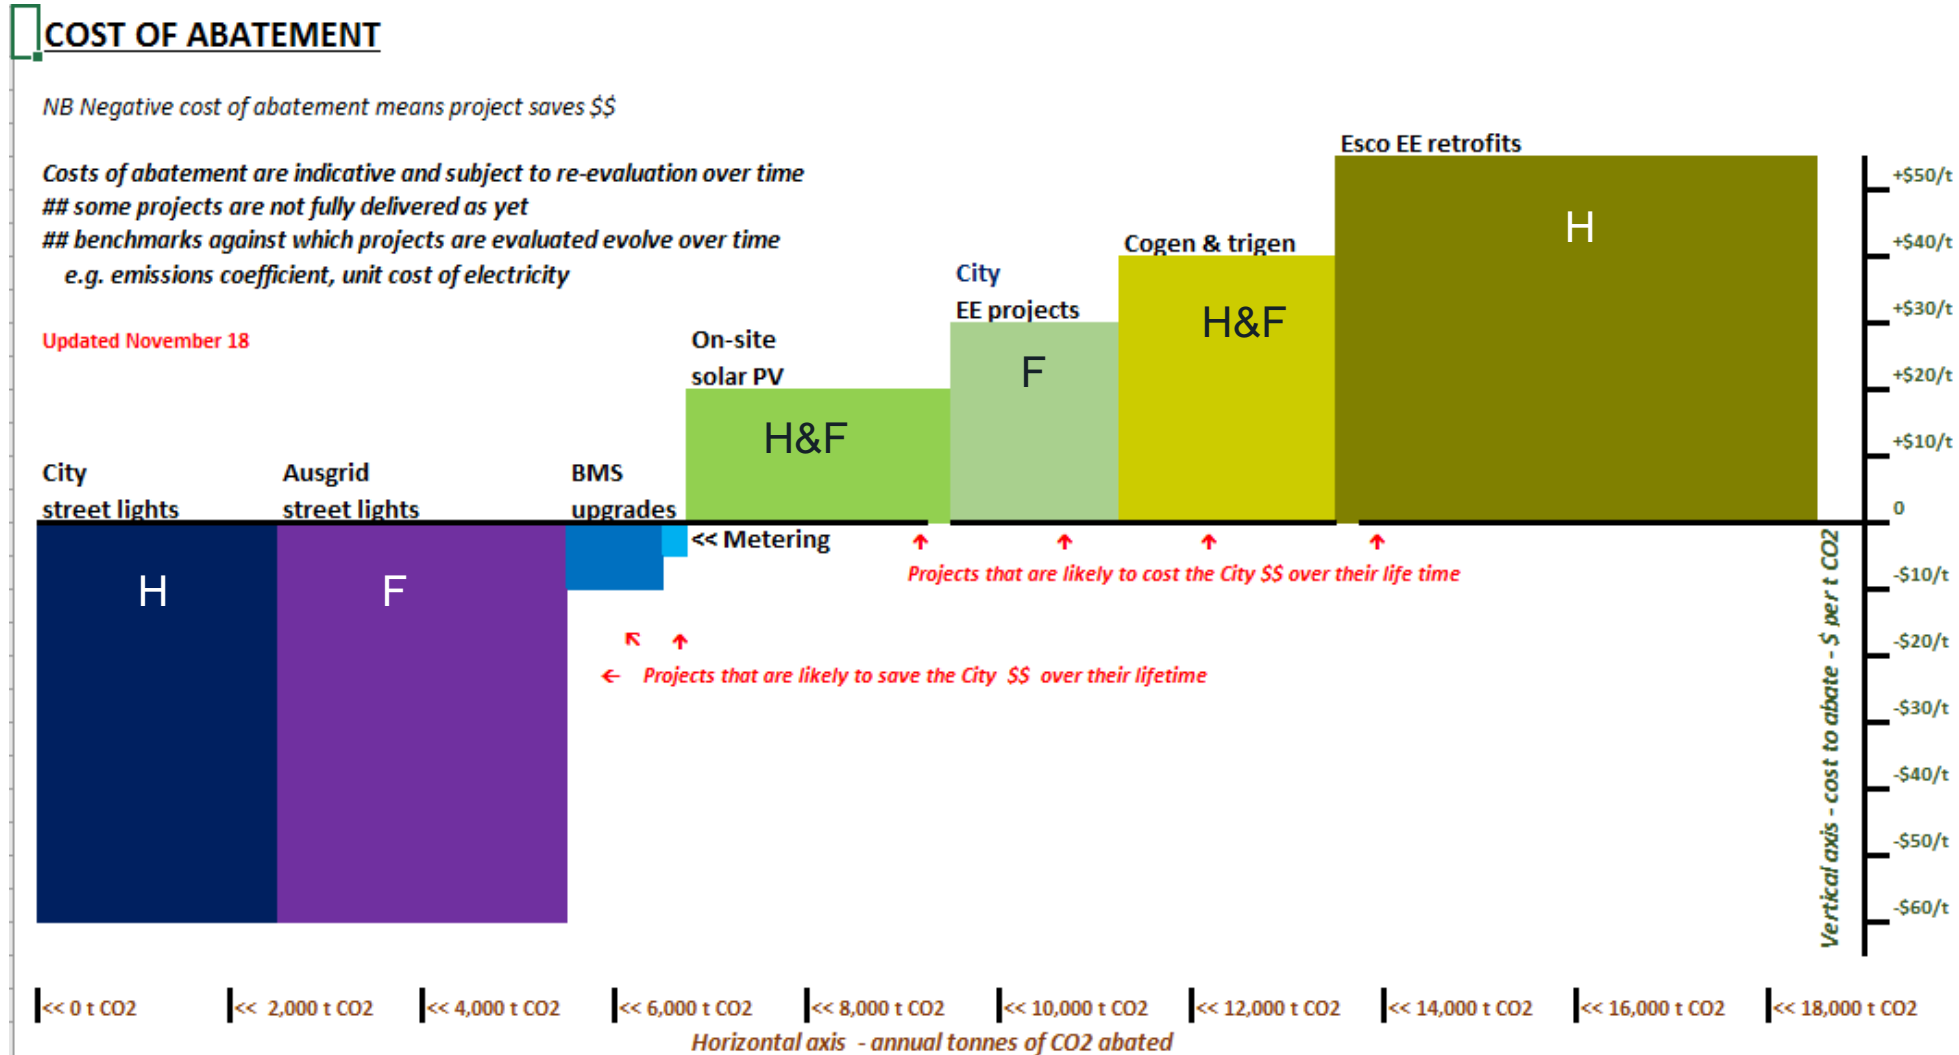 COST OF ABATEMENT
NB Negative cost of abatement means project saves $$
Costs of abatement are indicative and subject to re-evaluation over time
## some projects are not fully delivered as yet
## benchmarks against which projects are evaluated evolve over time
e.g. emissions coefficient, unit cost of electricity
Updated November 18
City
street lights
Ausgrid
street lights
BMS
upgrades
On-site
solar PV
City
EE projects
Cogen & trigen
Esco EE retrofits
H
F
H&F
F
H&F
H
<< Metering
Projects that are likely to cost the City $$ over their life time
Projects that are likely to save the City $$ over their lifetime
+$50/t
+$40/t
+$30/t
+$20/t
+$10/t
0
-$10/t
-$20/t
-$30/t
-$40/t
-$50/t
-$60/t
Vertical axis - cost to abate - $ per t CO2
<< 0 t CO2
<< 2,000 t CO2
<< 4,000 t CO2
<< 6,000 t CO2
<< 8,000 t CO2
<< 10,000 t CO2
<< 12,000 t CO2
<< 14,000 t CO2
<< 16,000 t CO2
<< 18,000 t CO2
Horizontal axis - annual tonnes of CO2 abated